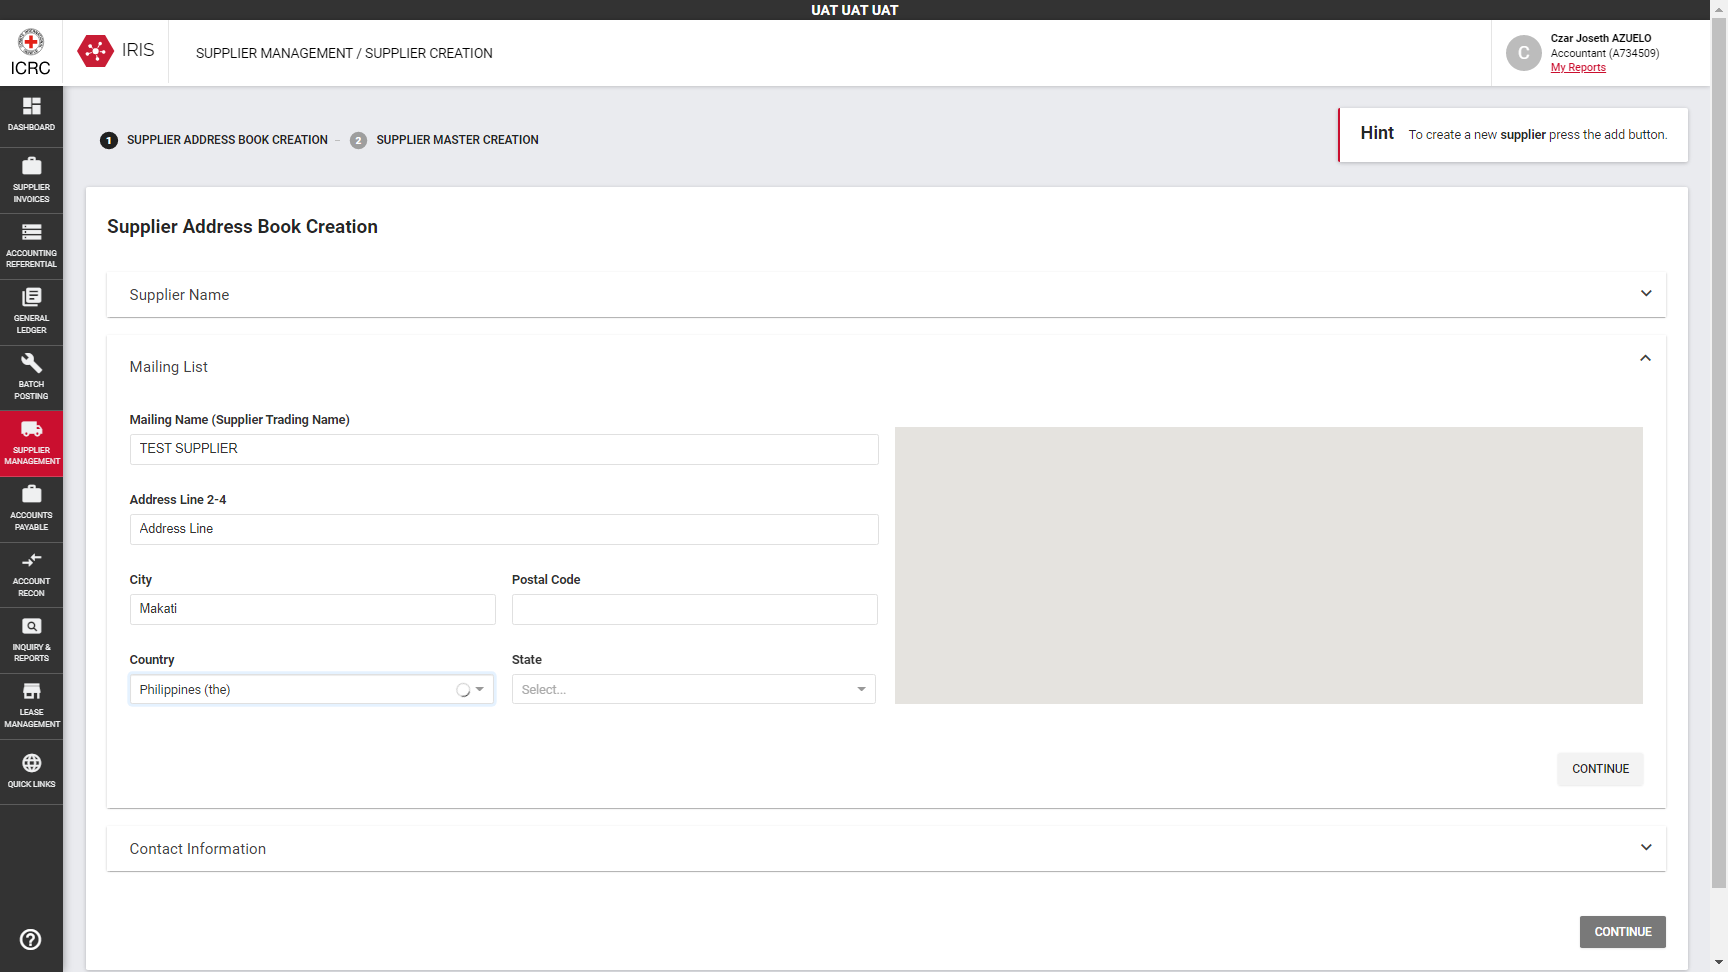 UAT UAT UAT
ICRC
IRIS
SUPPLIER MANAGEMENT / SUPPLIER CREATION
C
Czar Joseth AZUELO
Accountant (A734509)
My Reports
DASHBOARD
SUPPLIER
INVOICES
ACCOUNTING
REFERENTIAL
GENERAL
LEDGER
BATCH
POSTING
SUPPLIER
MANAGEMENT
ACCOUNTS
PAYABLE
ACCOUNT
RECON
INQUIRY &
REPORTS
LEASE
MANAGEMENT
QUICK LINKS
1 SUPPLIER ADDRESS BOOK CREATION – 2 SUPPLIER MASTER CREATION
Hint To create a new supplier press the add button.
Supplier Address Book Creation
Supplier Name
Mailing List
Mailing Name (Supplier Trading Name)
TEST SUPPLIER
Address Line 2-4
Address Line
City
Postal Code
Makati
Country
State
Philippines (the)
Select...
CONTINUE
Contact Information
CONTINUE